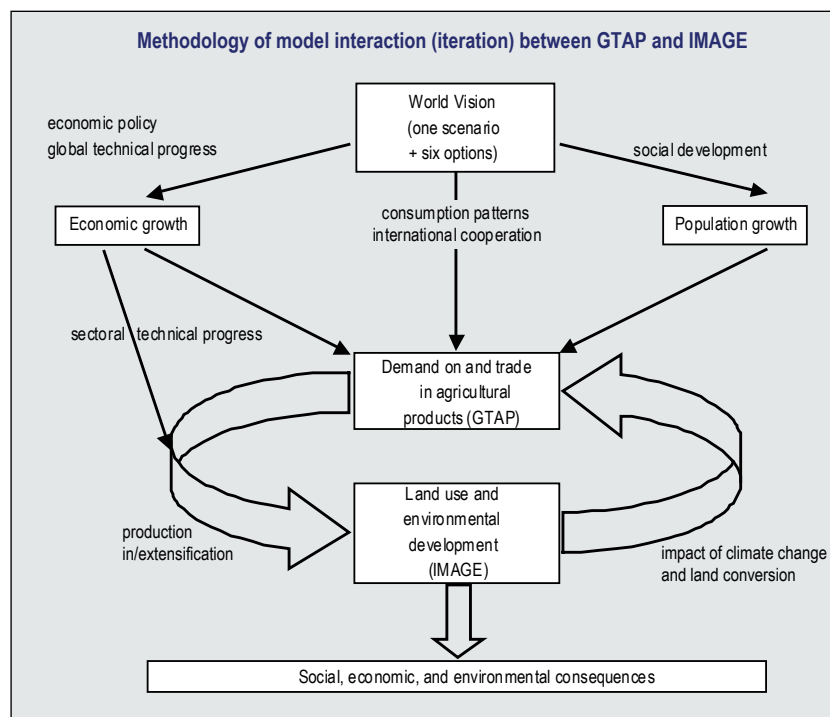 Methodology of model interaction (iteration) between GTAP and IMAGE
World Vision
(one scenario
+ six options)
economic policy
global technical progress
social development
Economic growth
consumption patterns
international cooperation
Population growth
sectoral technical progress
Demand on and trade
in agricultural
products (GTAP)
Land use and
environmental
development
(IMAGE)
production
in/extensification
impact of climate change
and land conversion
Social, economic, and environmental consequences